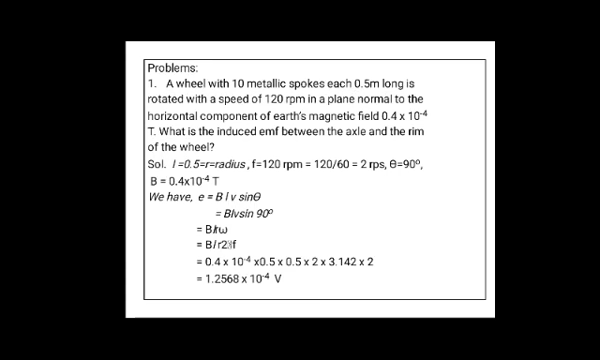 Problems:
1. A wheel with 10 metallic spokes each 0.5m long is
rotated with a speed of 120 rpm in a plane normal to the
horizontal component of earth's magnetic field 0.4 x 10⁻⁴
T. What is the induced emf between the axle and the rim
of the wheel?
Sol. l =0.5=r=radius, f=120 rpm = 120/60 = 2 rps, Θ=90⁰,
B = 0.4x10⁻⁴ T
We have, e = B l v sinΘ
= Blvsin 90⁰
= Blrω
= B l r2 f
= 0.4 x 10⁻⁴ x0.5 x 0.5 x 2 x 3.142 x 2
= 1.2568 x 10⁻⁴ V